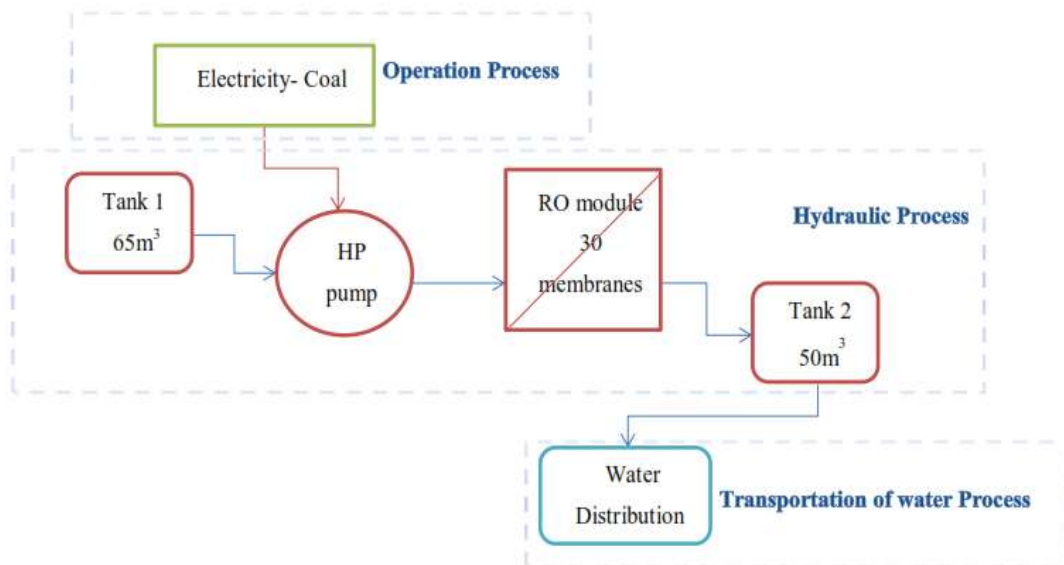 Electricity- Coal
Operation Process
Tank 1
65m³
HP
pump
RO module
30
membranes
Hydraulic Process
Tank 2
50m³
Water
Distribution
Transportation of water Process